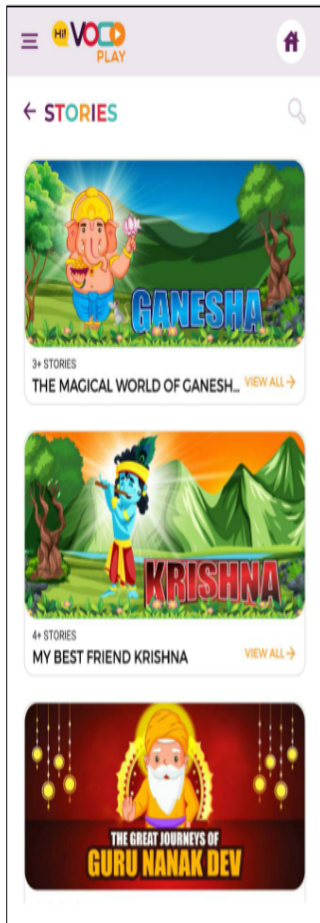 Hi! VOCO
PLAY
STORIES
GANESHA
3+ STORIES
THE MAGICAL WORLD OF GANESH... VIEW ALL
KRISHNA
4+ STORIES
MY BEST FRIEND KRISHNA VIEW ALL
THE GREAT JOURNEYS OF
GURU NANAK DEV